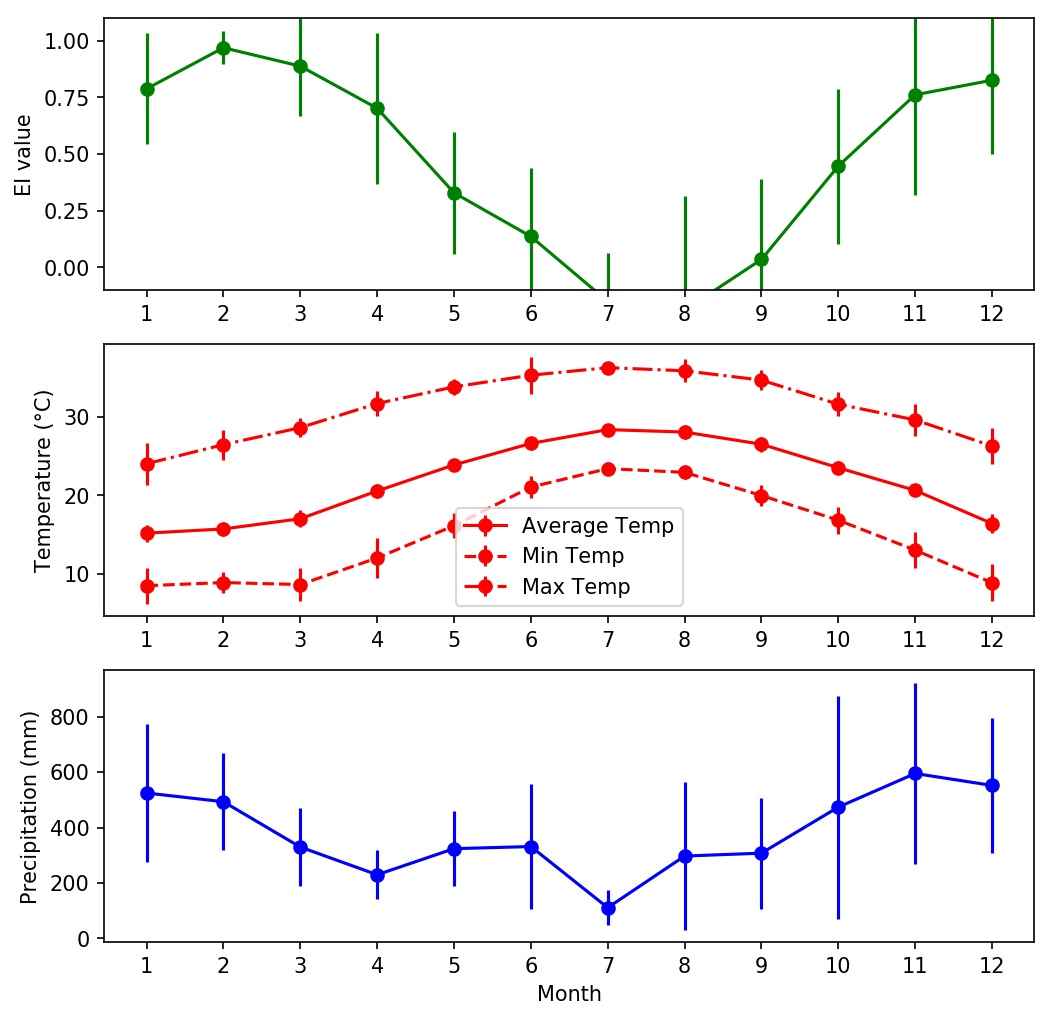 1.00
0.75
0.50
0.25
0.00
EI value
1 2 3 4 5 6 7 8 9 10 11 12
30
20
10
Temperature (°C)
Average Temp
Min Temp
Max Temp
1 2 3 4 5 6 7 8 9 10 11 12
800
600
400
200
0
Precipitation (mm)
1 2 3 4 5 6 7 8 9 10 11 12
Month